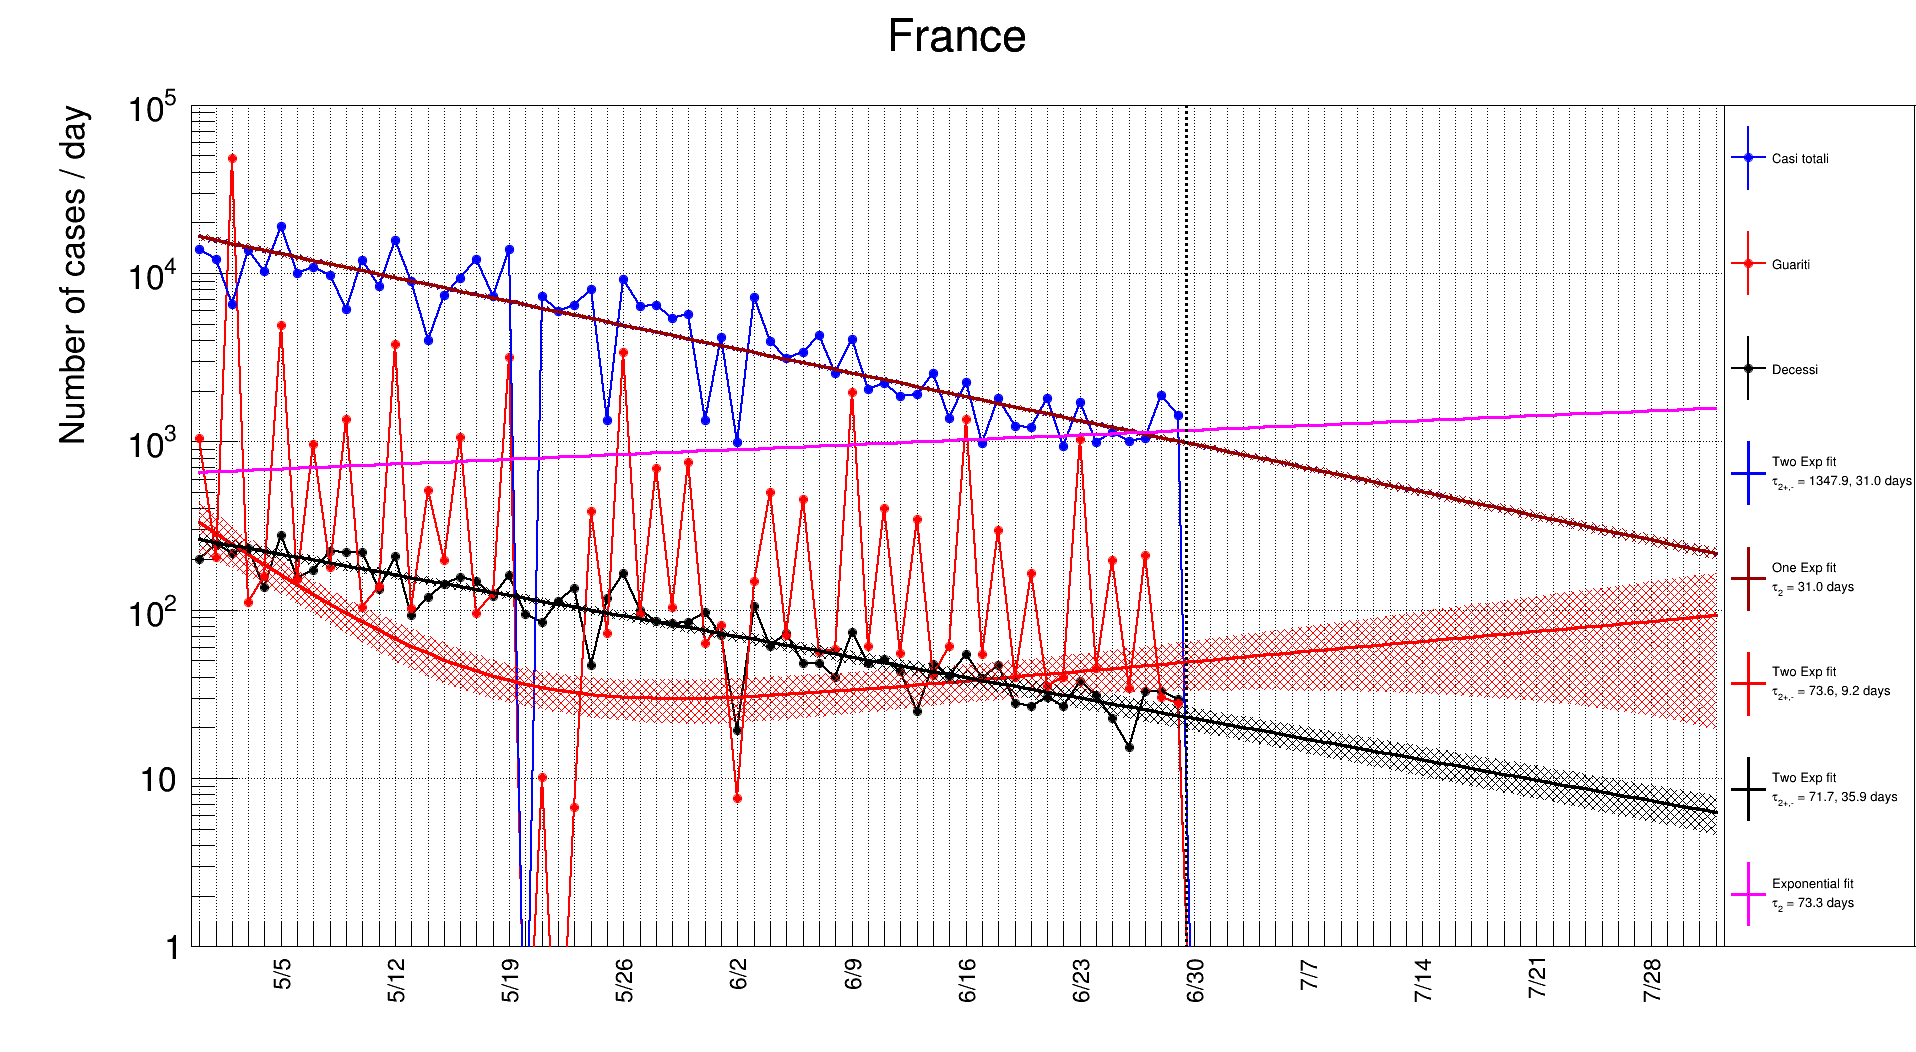 France
Number of cases / day
10^5
10^4
10^3
10^2
10
1
5/5
5/12
5/19
5/26
6/2
6/9
6/16
6/23
6/30
7/7
7/14
7/21
7/28
Casi totali
Guariti
Decessi
Two Exp fit
τ2+,- = 1347.9, 31.0 days
One Exp fit
τ2 = 31.0 days
Two Exp fit
τ2+,- = 73.6, 9.2 days
Two Exp fit
τ2+,- = 71.7, 35.9 days
Exponential fit
τ2 = 73.3 days